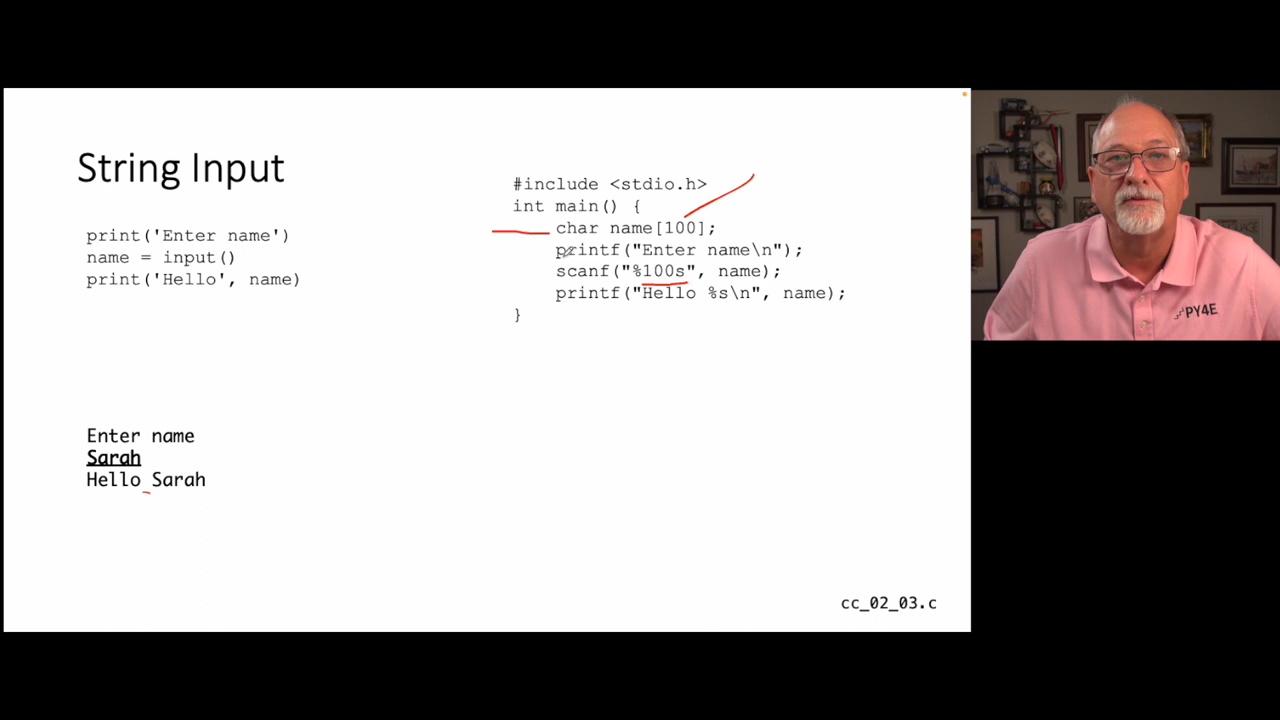 String Input
print('Enter name')
name = input()
print('Hello', name)
#include <stdio.h>
int main() {
    char name[100];
    printf("Enter name\n");
    scanf("%100s", name);
    printf("Hello %s\n", name);
}
Enter name
Sarah
Hello Sarah
cc_02_03.c
PY4E